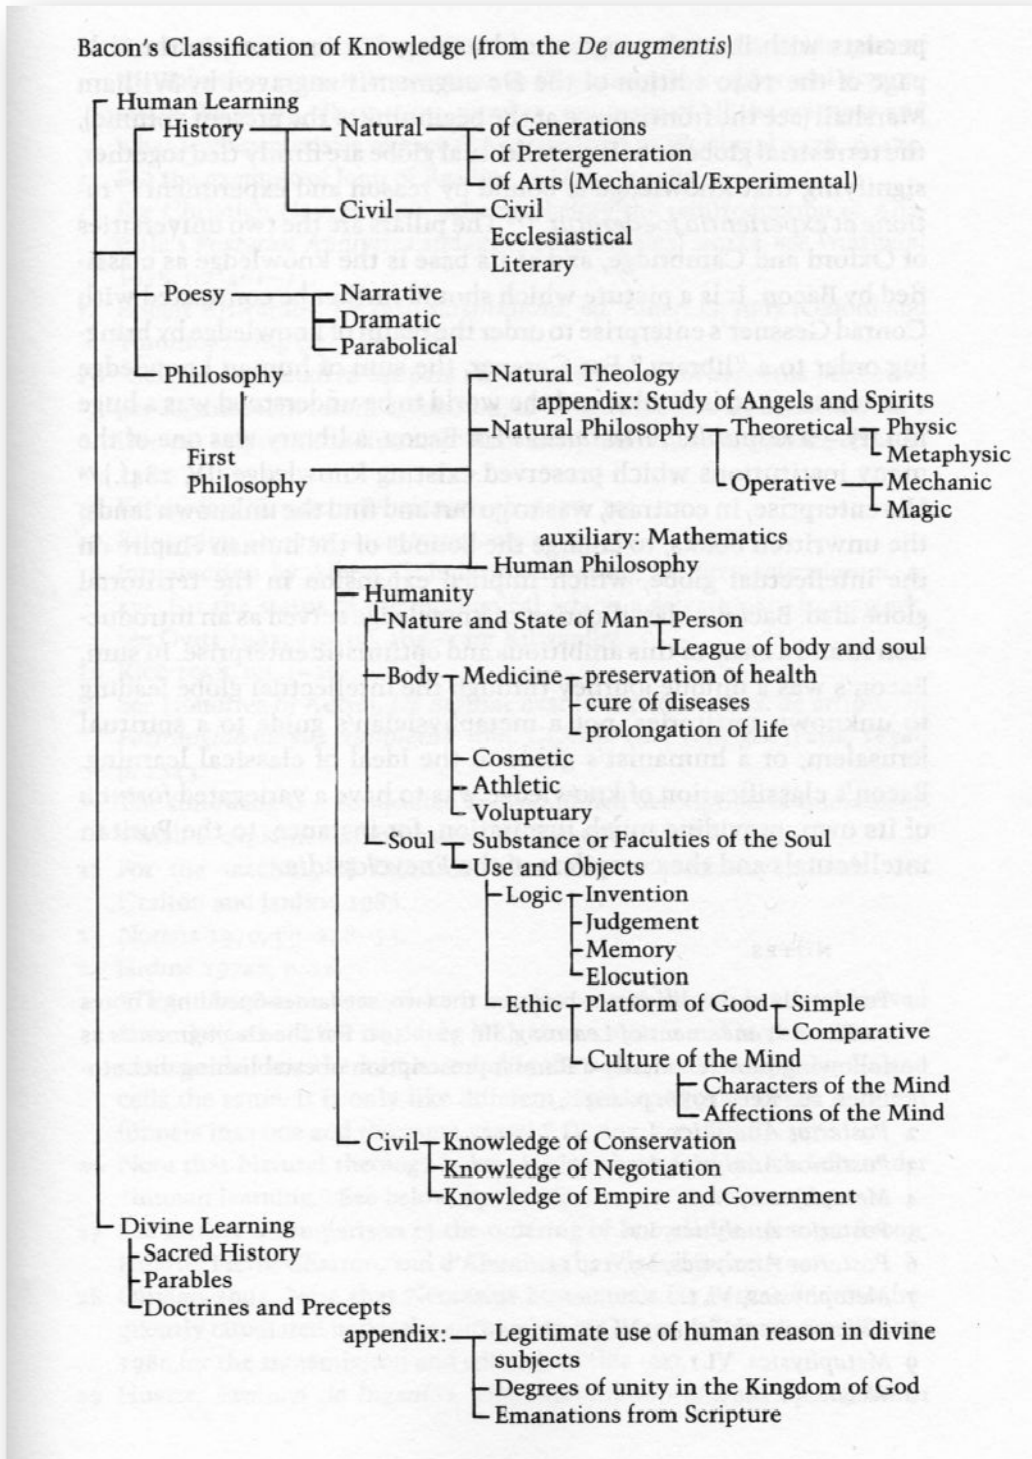 Bacon's Classification of Knowledge (from the De augmentis)
Human Learning
History Natural of Generations
of Pretergeneration
of Arts (Mechanical/Experimental)
Civil Civil
Ecclesiastical
Literary
Poesy Narrative
Dramatic
Parabolical
Philosophy Natural Theology
appendix: Study of Angels and Spirits
Natural Philosophy Theoretical Physic
First Metaphysic
Philosophy Operative Mechanic
Magic
auxiliary: Mathematics
Human Philosophy
Humanity
Nature and State of Man Person
League of body and soul
Body Medicine preservation of health
cure of diseases
prolongation of life
Cosmetic
Athletic
Voluptuary
Soul Substance or Faculties of the Soul
Use and Objects
Logic Invention
Judgement
Memory
Elocution
Ethic Platform of Good Simple
Comparative
Culture of the Mind
Characters of the Mind
Affections of the Mind
Civil Knowledge of Conservation
Knowledge of Negotiation
Knowledge of Empire and Government
Divine Learning
Sacred History
Parables
Doctrines and Precepts
appendix: Legitimate use of human reason in divine
subjects
Degrees of unity in the Kingdom of God
Emanations from Scripture